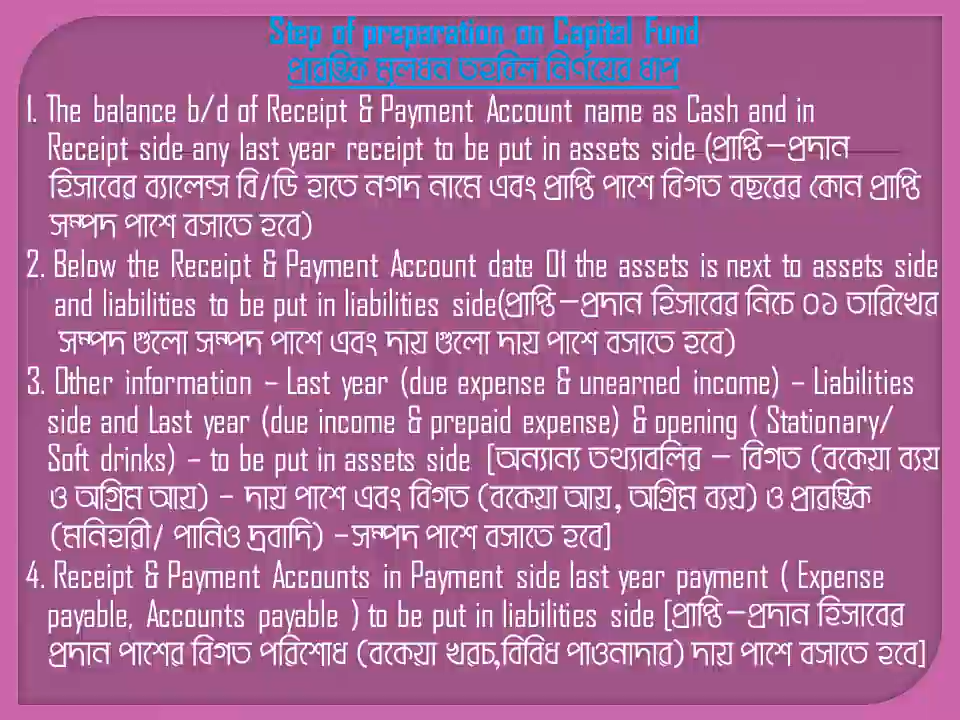 Step of preparation on Capital Fund
প্রারম্ভিক মূলধন তহবিল নির্ণয়ের ধাপ
1. The balance b/d of Receipt & Payment Account name as Cash and in
Receipt side any last year receipt to be put in assets side (প্রাপ্তি–প্রদান
হিসাবের ব্যালেন্স বি/ডি হাতে নগদ নামে এবং প্রাপ্তি পাশে বিগত বছরের কোন প্রাপ্তি
সম্পদ পাশে বসাতে হবে)
2. Below the Receipt & Payment Account date 01 the assets is next to assets side
and liabilities to be put in liabilities side(প্রাপ্তি–প্রদান হিসাবের নিচে ০১ তারিখের
সম্পদ গুলো সম্পদ পাশে এবং দায় গুলো দায় পাশে বসাতে হবে)
3. Other information – Last year (due expense & unearned income) – Liabilities
side and Last year (due income & prepaid expense) & opening ( Stationary/
Soft drinks) – to be put in assets side [অন্যান্য তথ্যাবলির – বিগত (বকেয়া ব্যয়
ও অগ্রিম আয়) – দায় পাশে এবং বিগত (বকেয়া আয়, অগ্রিম ব্যয়) ও প্রারম্ভিক
(মনিহারী/ পানিও দ্রবাদি) –সম্পদ পাশে বসাতে হবে]
4. Receipt & Payment Accounts in Payment side last year payment ( Expense
payable, Accounts payable ) to be put in liabilities side [প্রাপ্তি–প্রদান হিসাবের
প্রদান পাশের বিগত পরিশোধ (বকেয়া খরচ,বিবিধ পাওনাদার) দায় পাশে বসাতে হবে]